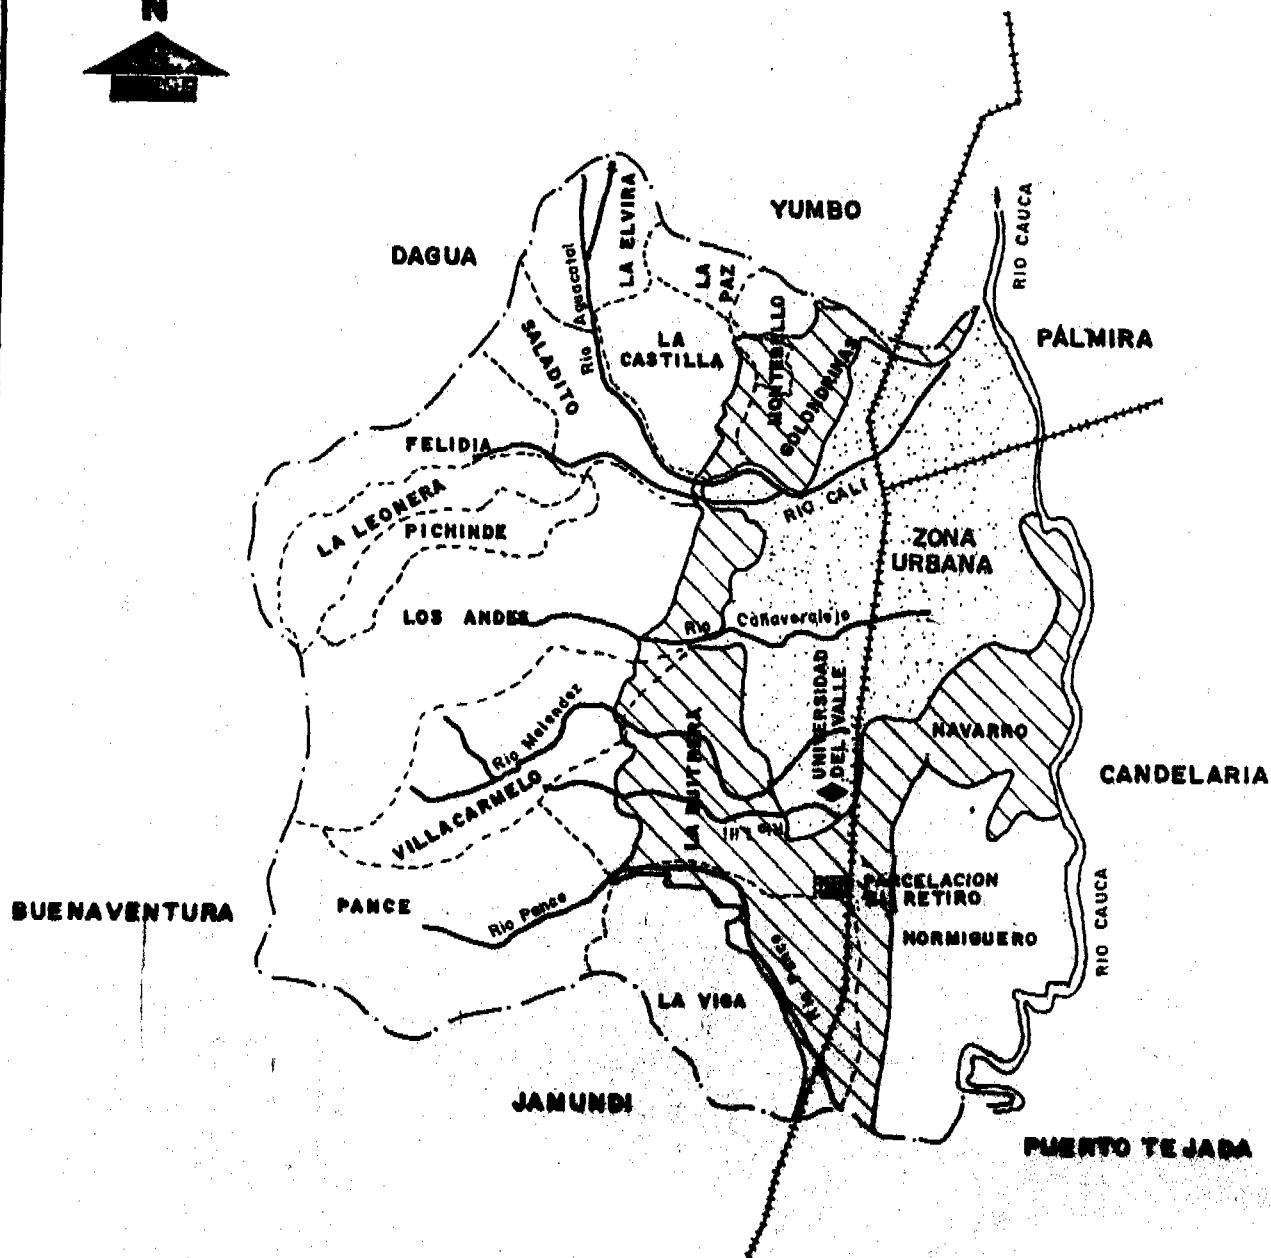 N
YUMBO
RIO CAUCA
DAGUA
LA ELVIRA
Rio Aguacatal
LA
PAZ
MONTEBELLO
GOLONDRINAS
PALMIRA
LA
CASTILLA
SALADITO
FELIDIA
LA LEONERA
RIO CALI
PICHINDE
ZONA
URBANA
LOS ANDES
Rio Cañaveralejo
UNIVERSIDAD
DEL VALLE
Rio Melendez
NAVARRO
LA BUITRERA
CANDELARIA
VILLACARMELO
Rio Lili
PARCELACION
EL RETIRO
BUENAVENTURA
PANCE
Rio Pance
HORMIGUERO
RIO CAUCA
Rio Pance
LA VIGA
JAMUNDI
PUERTO TEJADA